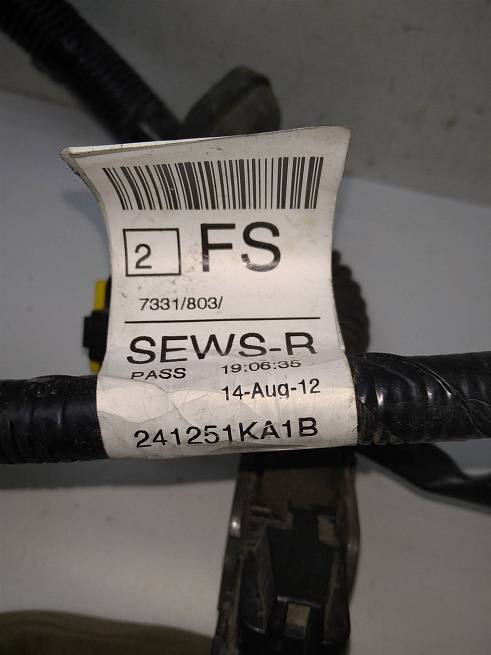 2 FS
7331/803/
SEWS-R
PASS 19:06:35
14-Aug-12
241251KA1B